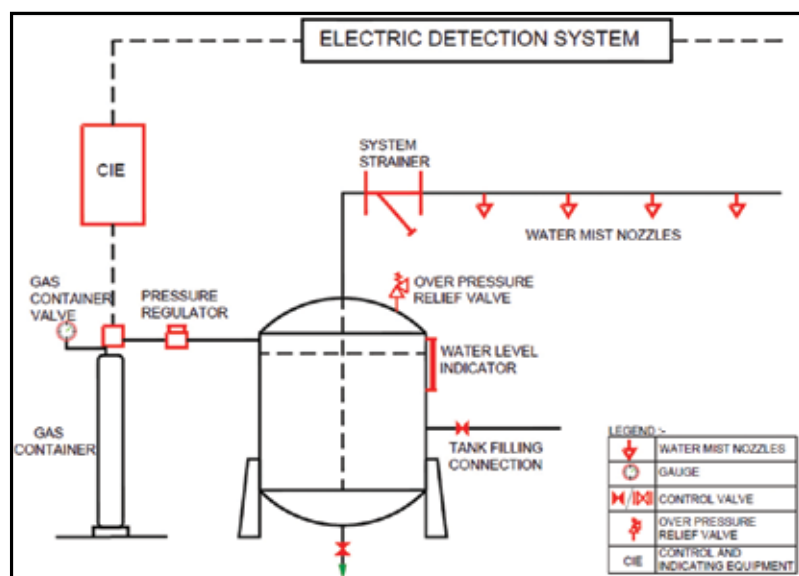 ELECTRIC DETECTION SYSTEM
CIE
SYSTEM
STRAINER
WATER MIST NOZZLES
GAS
CONTAINER
VALVE
PRESSURE
REGULATOR
OVER PRESSURE
RELIEF VALVE
WATER LEVEL
INDICATOR
GAS
CONTAINER
TANK FILLING
CONNECTION
LEGEND :-
WATER MIST NOZZLES
GAUGE
CONTROL VALVE
OVER PRESSURE
RELIEF VALVE
CIE CONTROL AND
INDICATING EQUIPMENT